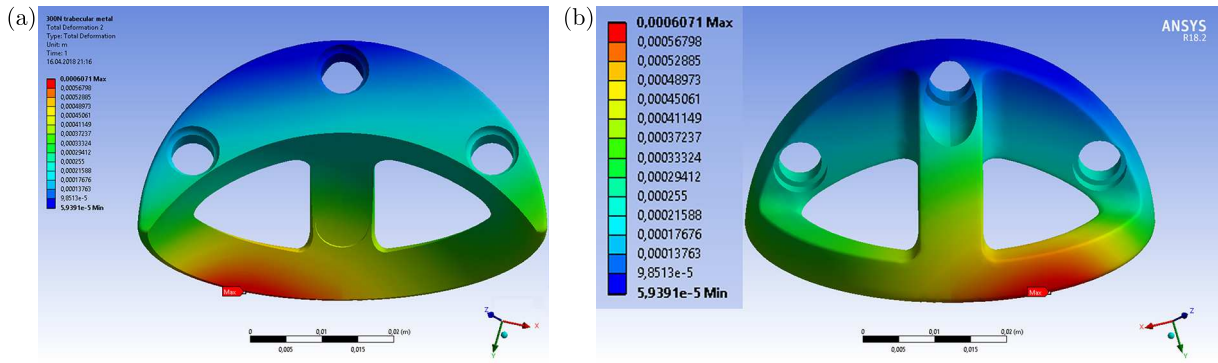 (a)
300N trabecular metal
Total Deformation 2
Type: Total Deformation
Unit: m
Time: 1
16.04.2018 21:16
0,0006071 Max
0,00056798
0,00052885
0,00048973
0,00045061
0,00041149
0,00037237
0,00033324
0,00029412
0,000255
0,00021588
0,00017676
0,00013763
9,8513e-5
5,9391e-5 Min
Max
0
0,01
0,02 (m)
0,005
0,015
Z
X
Y
(b)
0,0006071 Max
0,00056798
0,00052885
0,00048973
0,00045061
0,00041149
0,00037237
0,00033324
0,00029412
0,000255
0,00021588
0,00017676
0,00013763
9,8513e-5
5,9391e-5 Min
ANSYS
R18.2
Max
0
0,01
0,02 (m)
0,005
0,015
X
Z
Y